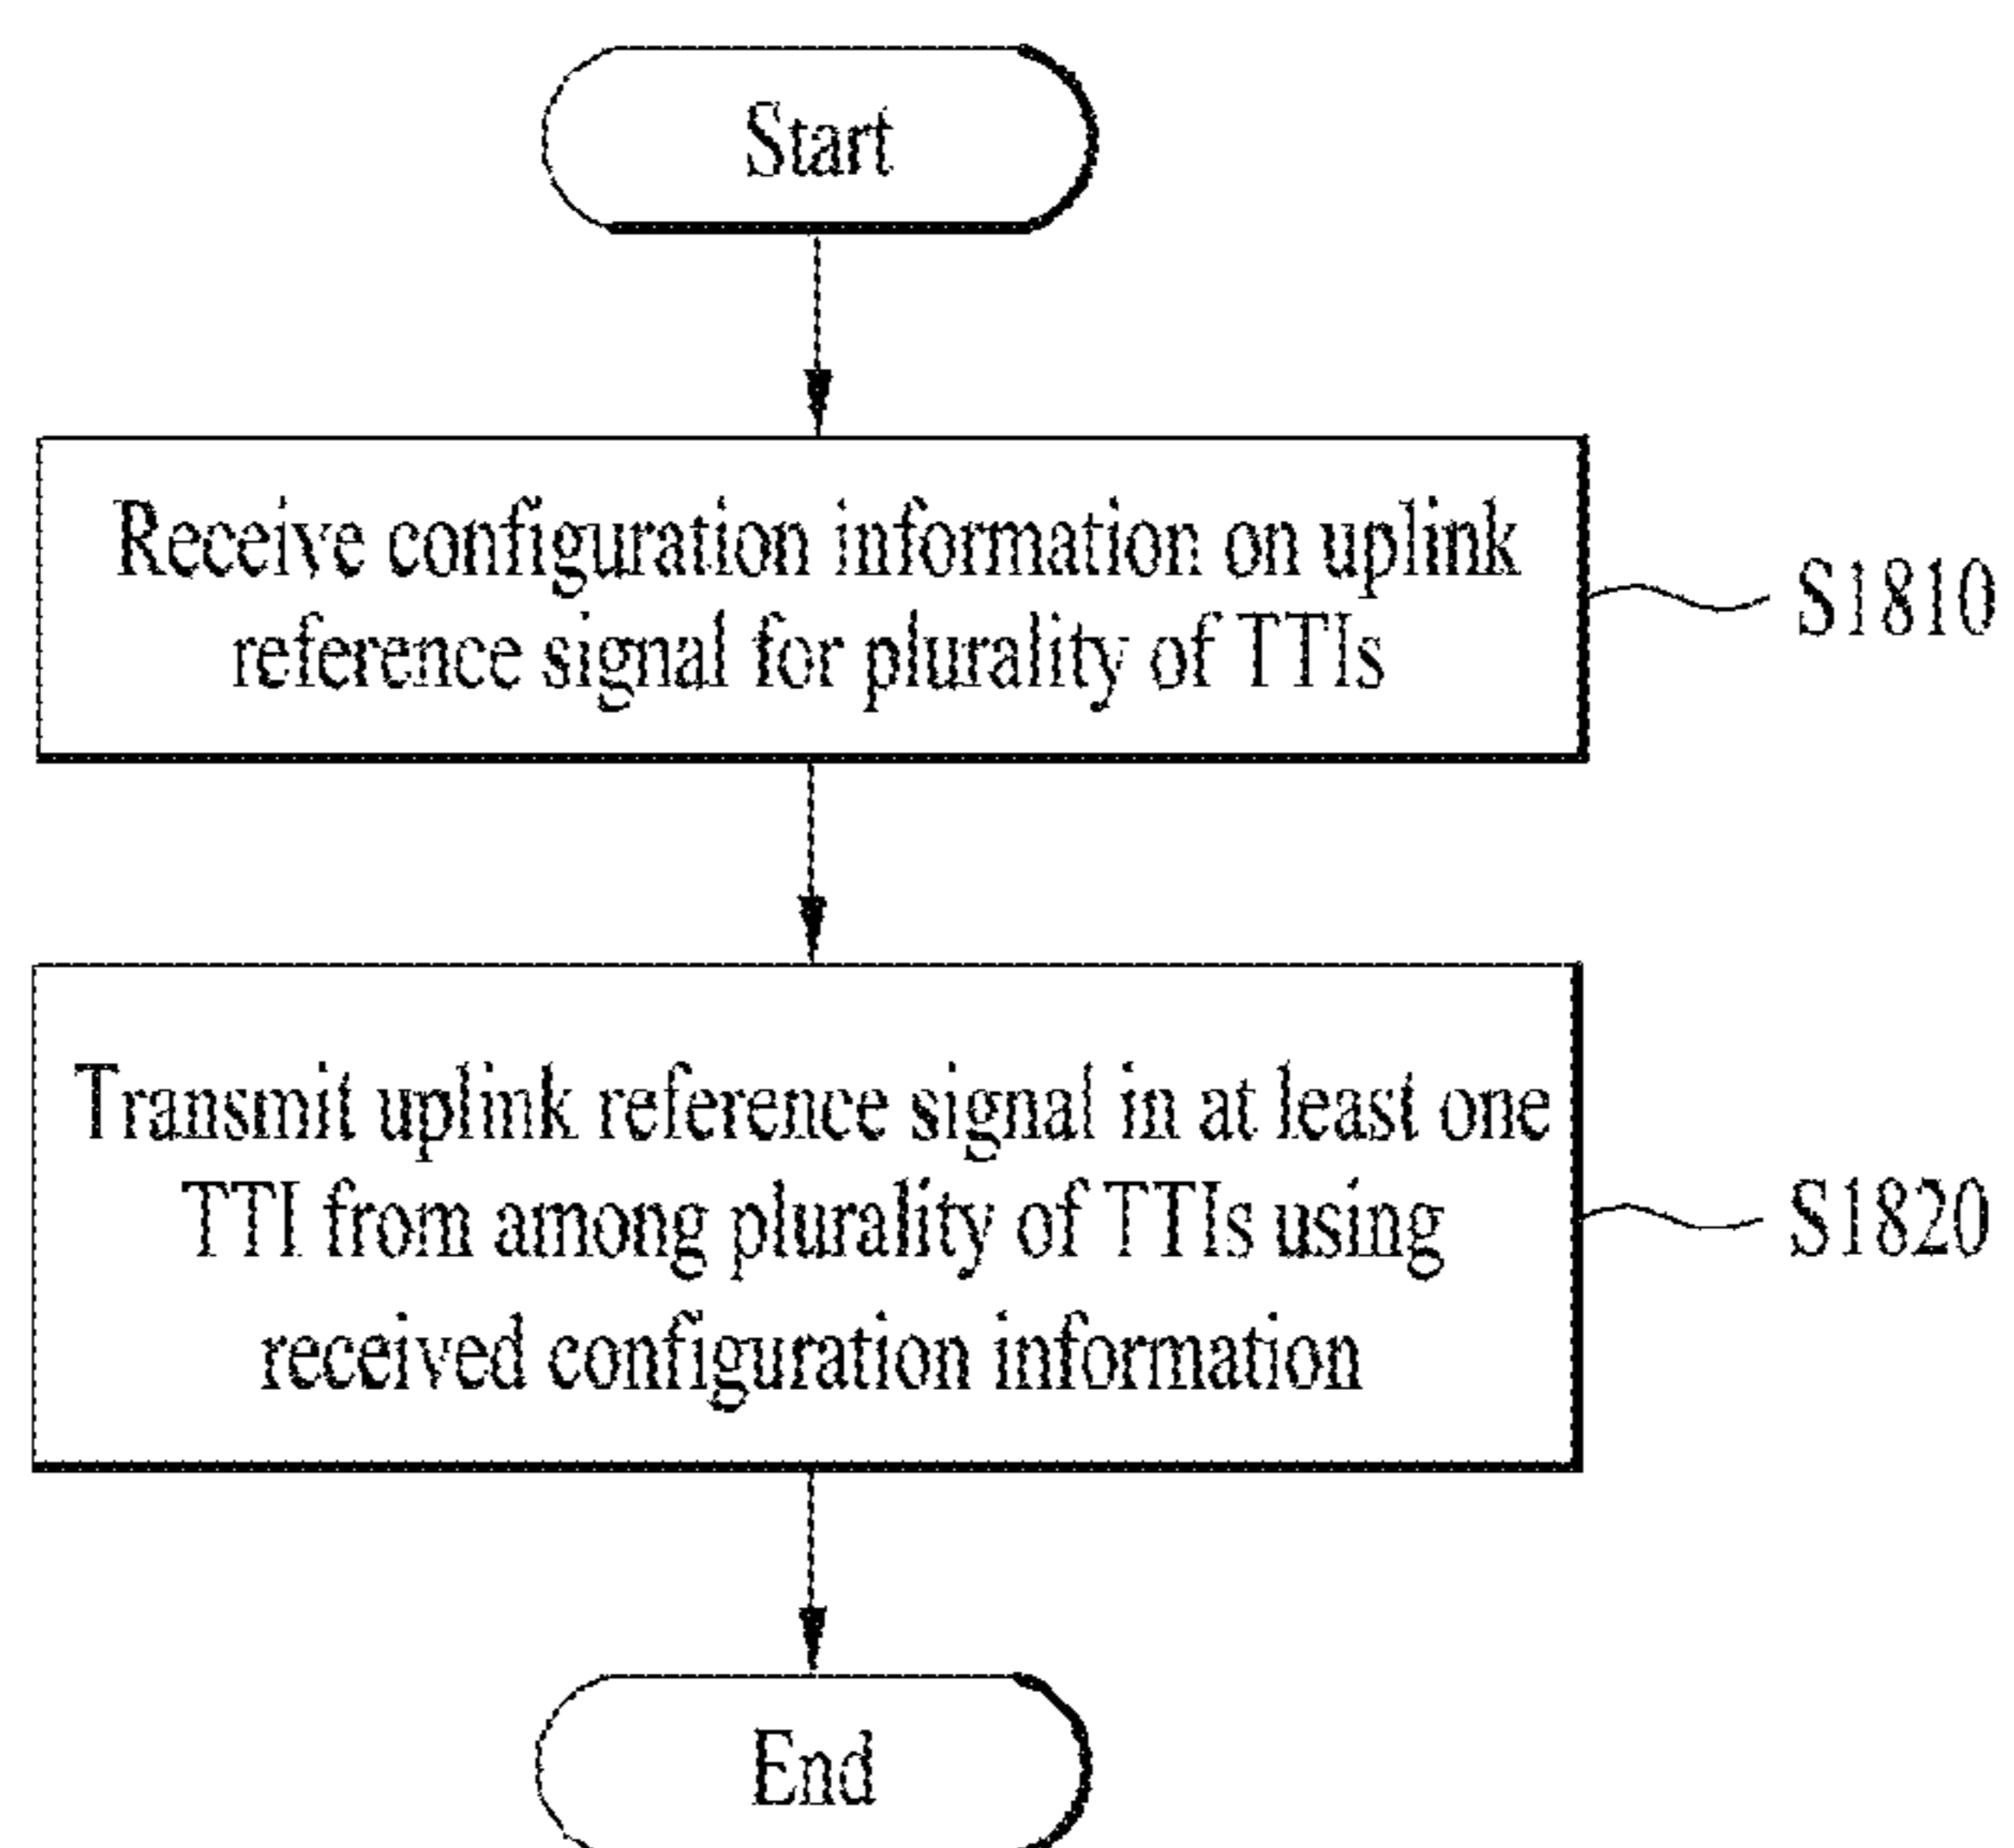 Start
Receive configuration information on uplink
reference signal for plurality of TTIs
S1810
Transmit uplink reference signal in at least one
TTI from among plurality of TTIs using
received configuration information
S1820
End